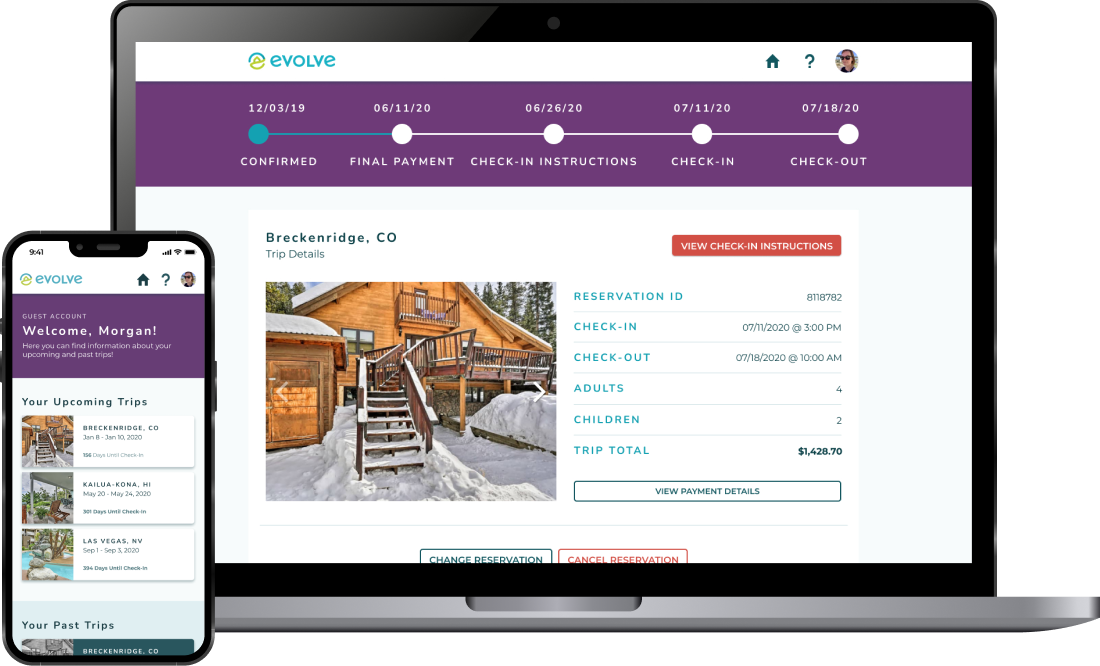 evolve
?
12/03/19 06/11/20 06/26/20 07/11/20 07/18/20
CONFIRMED FINAL PAYMENT CHECK-IN INSTRUCTIONS CHECK-IN CHECK-OUT
Breckenridge, CO
Trip Details
VIEW CHECK-IN INSTRUCTIONS
RESERVATION ID 8118782
CHECK-IN 07/11/2020 @ 3:00 PM
CHECK-OUT 07/18/2020 @ 10:00 AM
ADULTS 4
CHILDREN 2
TRIP TOTAL $1,428.70
VIEW PAYMENT DETAILS
CHANGE RESERVATION CANCEL RESERVATION
9:41
evolve
?
GUEST ACCOUNT
Welcome, Morgan!
Here you can find information about your
upcoming and past trips!
Your Upcoming Trips
BRECKENRIDGE, CO
Jan 8 - Jan 10, 2020
156 Days Until Check-In
KAILUA-KONA, HI
May 20 - May 24, 2020
301 Days Until Check-In
LAS VEGAS, NV
Sep 1 - Sep 3, 2020
394 Days Until Check-In
Your Past Trips
BRECKENRIDGE, CO